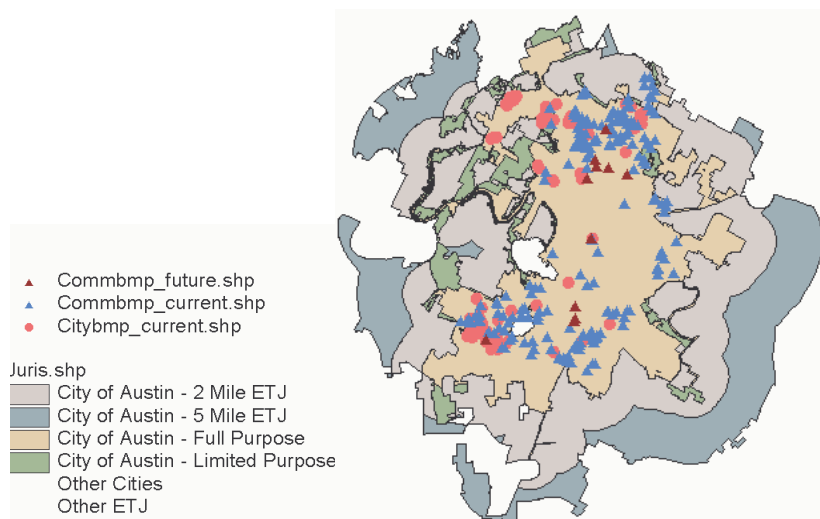 Commbmp_future.shp
Commbmp_current.shp
Citybmp_current.shp
Juris.shp
City of Austin - 2 Mile ETJ
City of Austin - 5 Mile ETJ
City of Austin - Full Purpose
City of Austin - Limited Purpose
Other Cities
Other ETJ